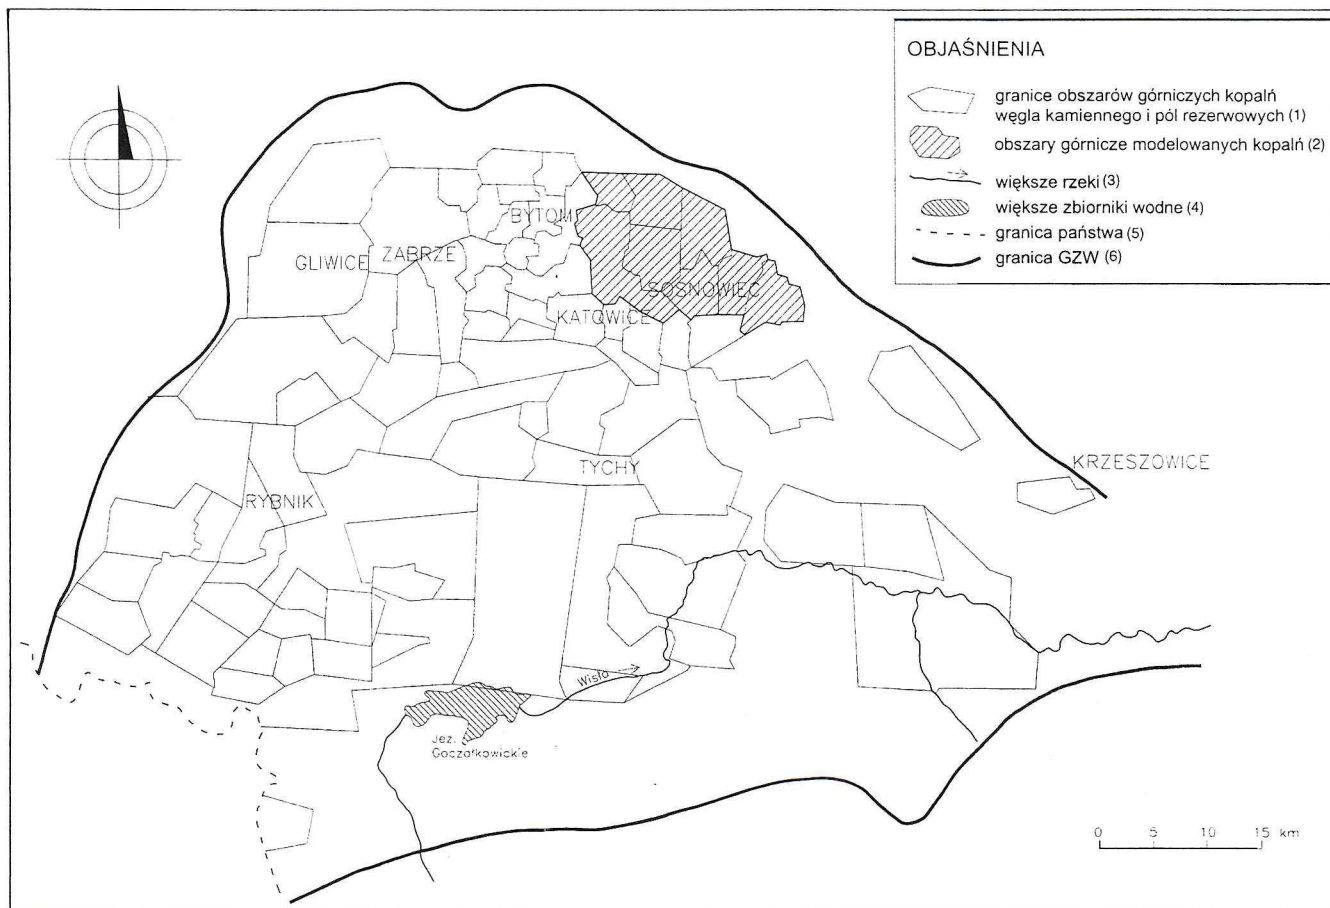 OBJAŚNIENIA
granice obszarów górniczych kopalń
węgla kamiennego i pól rezerwowych (1)
obszary górnicze modelowanych kopalń (2)
większe rzeki (3)
większe zbiorniki wodne (4)
granica państwa (5)
granica GZW (6)
BYTOM
ZABRZE
GLIWICE
SOSNOWIEC
KATOWICE
KRZESZOWICE
TYCHY
RYBNIK
Wisła
Jez.
Goczałkowickie
0 5 10 15 km